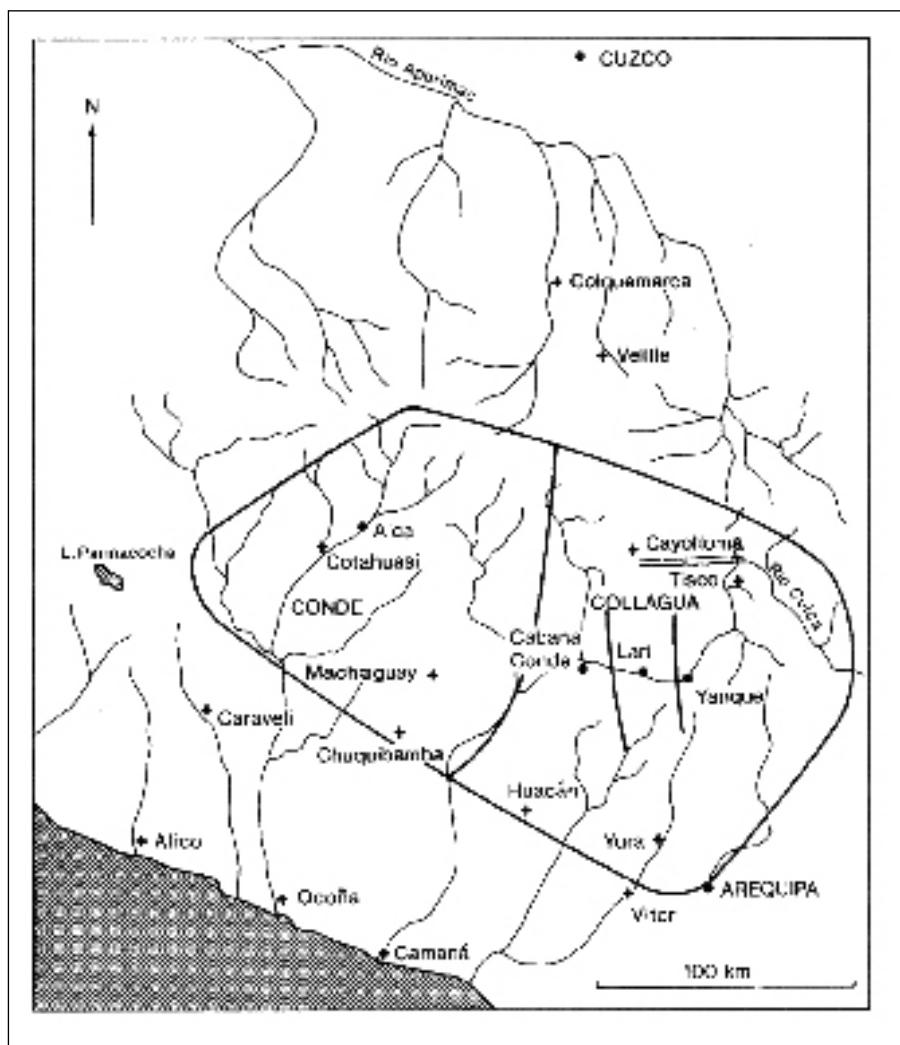 CUZCO
Rio Apurimac
N
Colquemarca
Velille
Alca
Cotahuasi
L. Parinacocha
CONDE
Cayolloma
Tisco
Rio Colca
COLLAGUA
Cabana
Conde
Lari
Yanque
Machaguay
Caraveli
Chuquibamba
Huacán
Yura
Atico
Ocoña
AREQUIPA
Vitor
Camaná
100 km